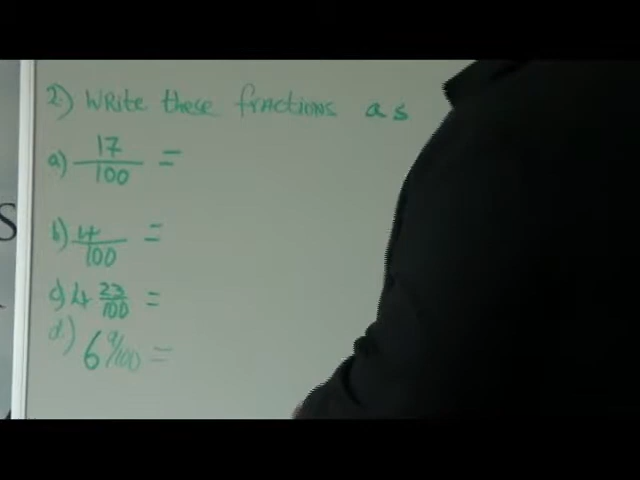 2.) Write these fractions as
a) 17/100 =
b) 4/100 =
c) 4 23/100 =
d) 6 9/100 =
S